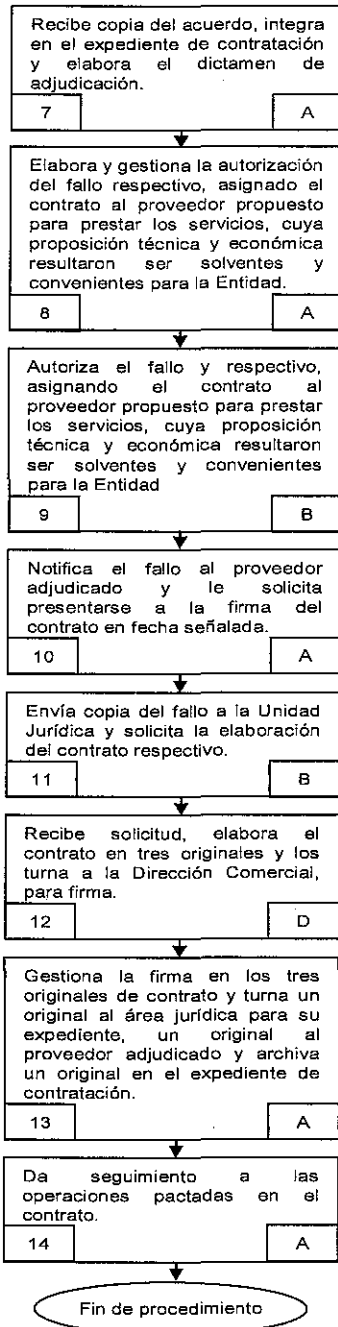 Recibe copia del acuerdo, integra
en el expediente de contratación
y elabora el dictamen de
adjudicación.
7 A
Elabora y gestiona la autorización
del fallo respectivo, asignado el
contrato al proveedor propuesto
para prestar los servicios, cuya
proposición técnica y económica
resultaron ser solventes y
convenientes para la Entidad.
8 A
Autoriza el fallo y respectivo,
asignando el contrato al
proveedor propuesto para prestar
los servicios, cuya proposición
técnica y económica resultaron
ser solventes y convenientes
para la Entidad
9 B
Notifica el fallo al proveedor
adjudicado y le solicita
presentarse a la firma del
contrato en fecha señalada.
10 A
Envía copia del fallo a la Unidad
Jurídica y solicita la elaboración
del contrato respectivo.
11 B
Recibe solicitud, elabora el
contrato en tres originales y los
turna a la Dirección Comercial,
para firma.
12 D
Gestiona la firma en los tres
originales de contrato y turna un
original al área jurídica para su
expediente, un original al
proveedor adjudicado y archiva
un original en el expediente de
contratación.
13 A
Da seguimiento a las
operaciones pactadas en el
contrato.
14 A
Fin de procedimiento